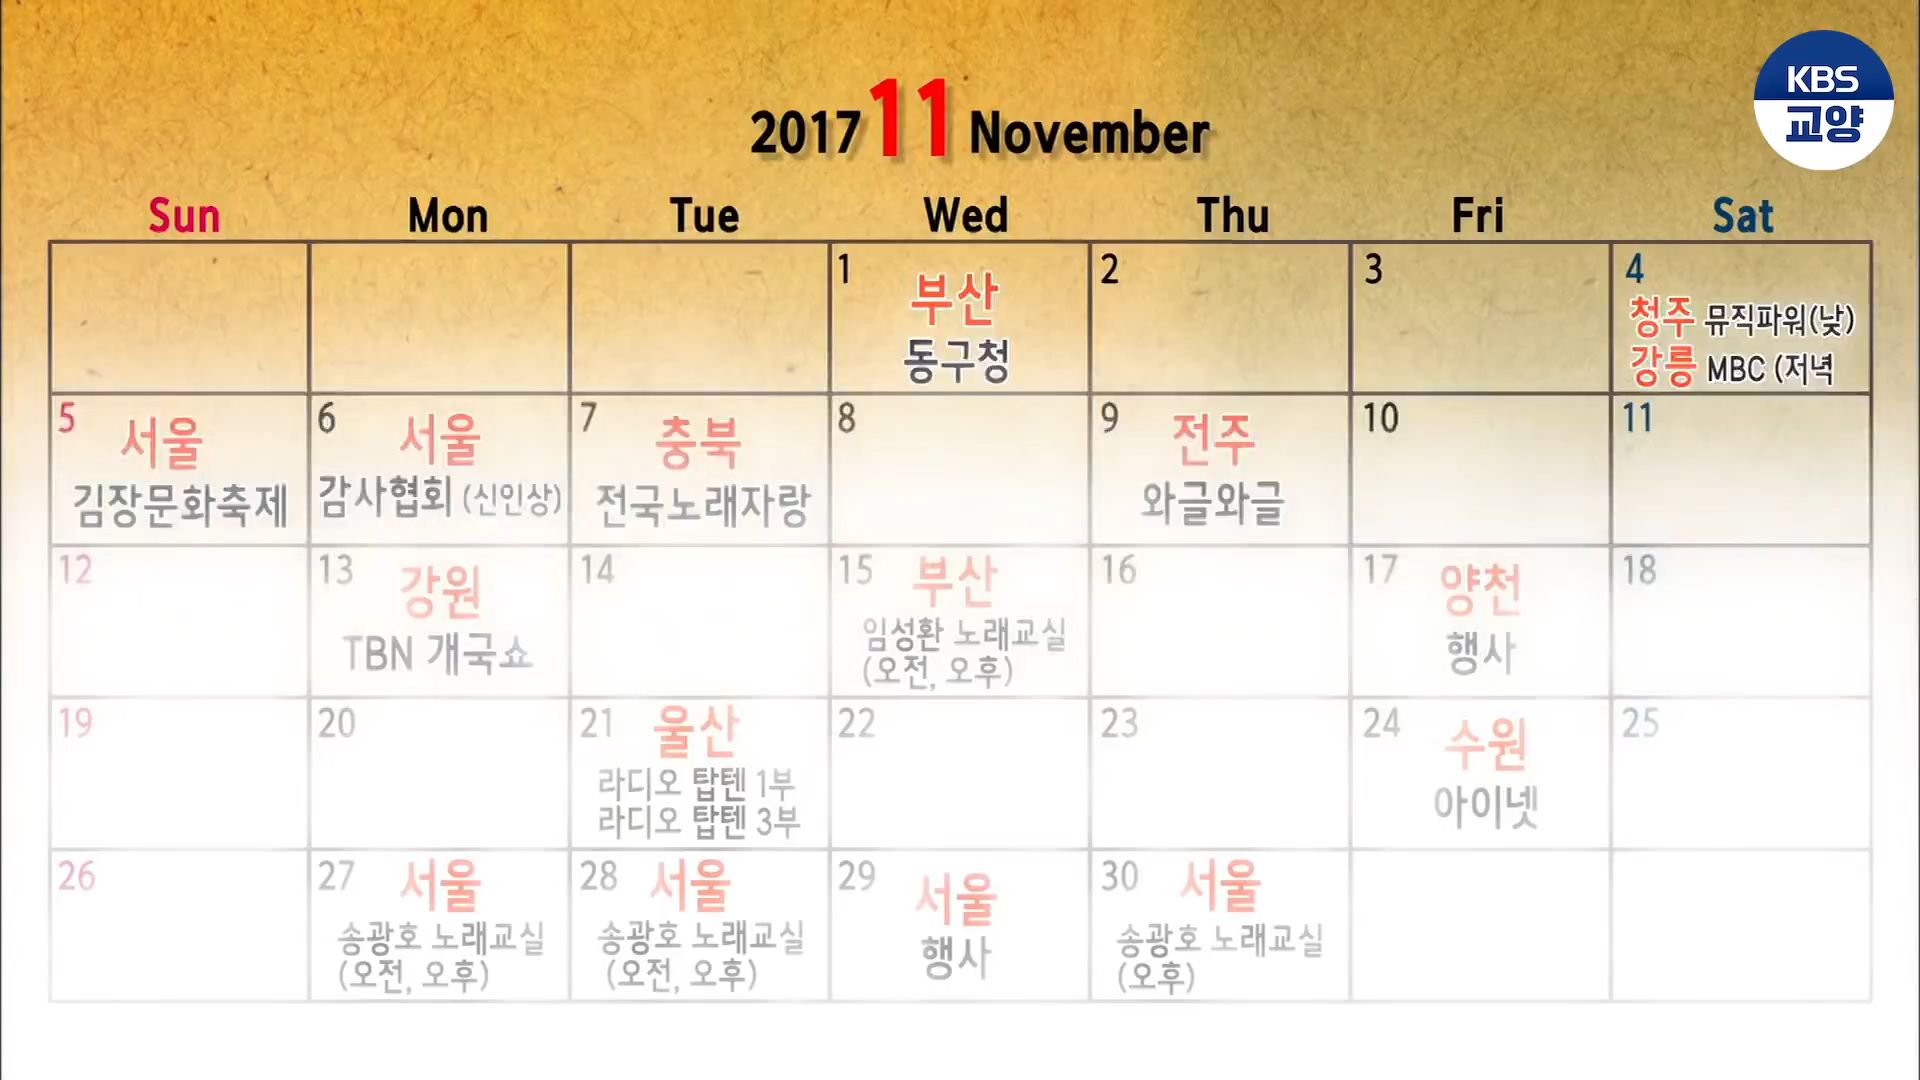 KBS
교양
2017 11 November
Sun Mon Tue Wed Thu Fri Sat
1
부산
동구청
2
3
4
청주 뮤직파워(낮)
강릉 MBC (저녁
5
서울
김장문화축제
6
서울
감사협회 (신인상)
7
충북
전국노래자랑
8
9
전주
와글와글
10
11
12
13
강원
TBN 개국쇼
14
15
부산
임성환 노래교실
(오전, 오후)
16
17
양천
행사
18
19
20
21
울산
라디오 탑텐 1부
라디오 탑텐 3부
22
23
24
수원
아이넷
25
26
27
서울
송광호 노래교실
(오전, 오후)
28
서울
송광호 노래교실
(오전, 오후)
29
서울
행사
30
서울
송광호 노래교실
(오후)